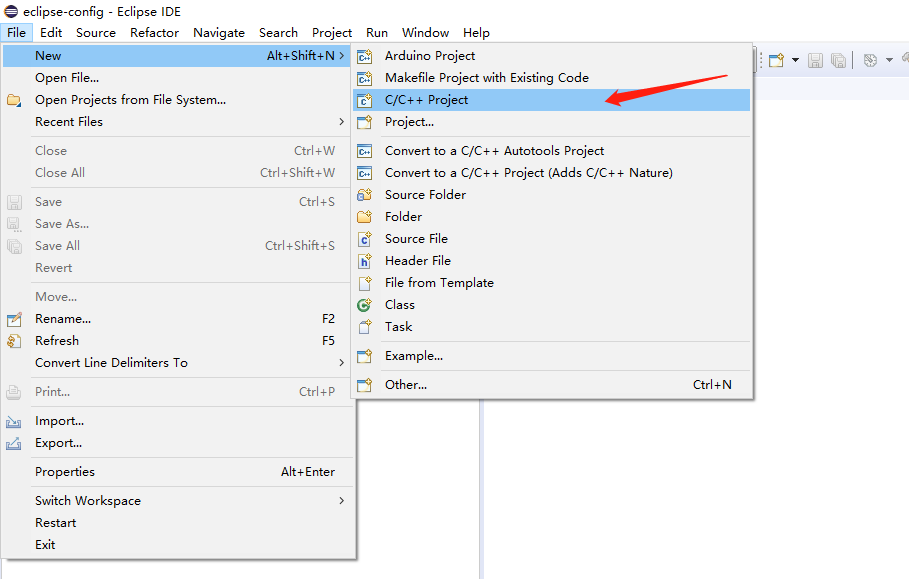 eclipse-config - Eclipse IDE
File Edit Source Refactor Navigate Search Project Run Window Help
New Alt+Shift+N
Open File...
Open Projects from File System...
Recent Files
Close Ctrl+W
Close All Ctrl+Shift+W
Save Ctrl+S
Save As...
Save All Ctrl+Shift+S
Revert
Move...
Rename... F2
Refresh F5
Convert Line Delimiters To
Print... Ctrl+P
Import...
Export...
Properties Alt+Enter
Switch Workspace
Restart
Exit
Arduino Project
Makefile Project with Existing Code
C/C++ Project
Project...
Convert to a C/C++ Autotools Project
Convert to a C/C++ Project (Adds C/C++ Nature)
Source Folder
Folder
Source File
Header File
File from Template
Class
Task
Example...
Other... Ctrl+N